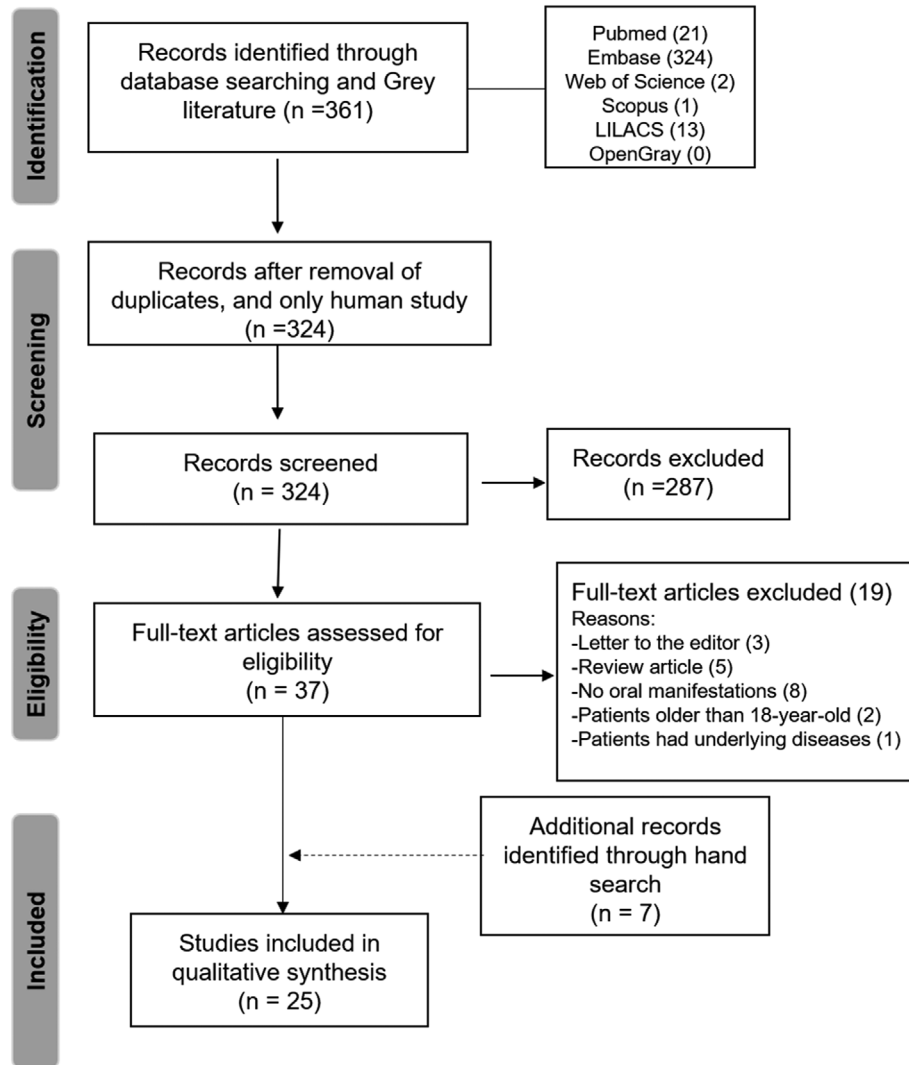 Identification
Records identified through
database searching and Grey
literature (n =361)
Pubmed (21)
Embase (324)
Web of Science (2)
Scopus (1)
LILACS (13)
OpenGray (0)
Screening
Records after removal of
duplicates, and only human study
(n =324)
Records screened
(n = 324)
Records excluded
(n =287)
Eligibility
Full-text articles assessed for
eligibility
(n = 37)
Full-text articles excluded (19)
Reasons:
-Letter to the editor (3)
-Review article (5)
-No oral manifestations (8)
-Patients older than 18-year-old (2)
-Patients had underlying diseases (1)
Included
Additional records
identified through hand
search
(n = 7)
Studies included in
qualitative synthesis
(n = 25)